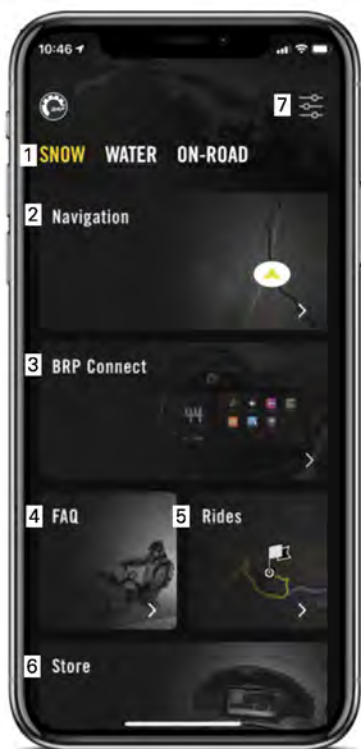 10:46
7
1 SNOW WATER ON-ROAD
2 Navigation
3 BRP Connect
44
4 FAQ 5 Rides
6 Store